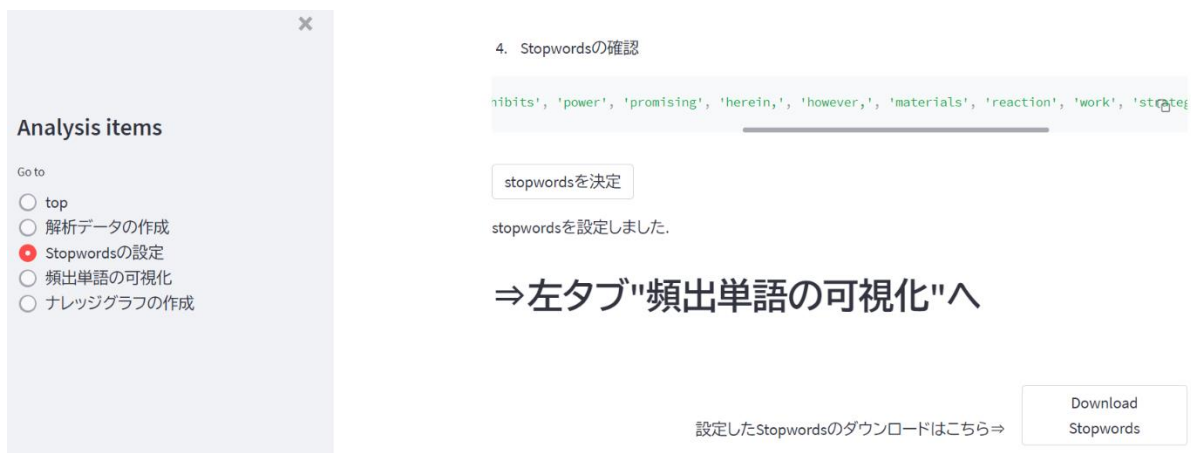 Analysis items
Go to
top
解析データの作成
Stopwordsの設定
頻出単語の可視化
ナレッジグラフの作成
4. Stopwordsの確認
'power', 'promising', 'herein,', 'however,', 'materials', 'reaction', 'work',
stopwordsを決定
stopwordsを設定しました.
⇒左タブ"頻出単語の可視化"へ
設定したStopwordsのダウンロードはこちら⇒
Download
Stopwords